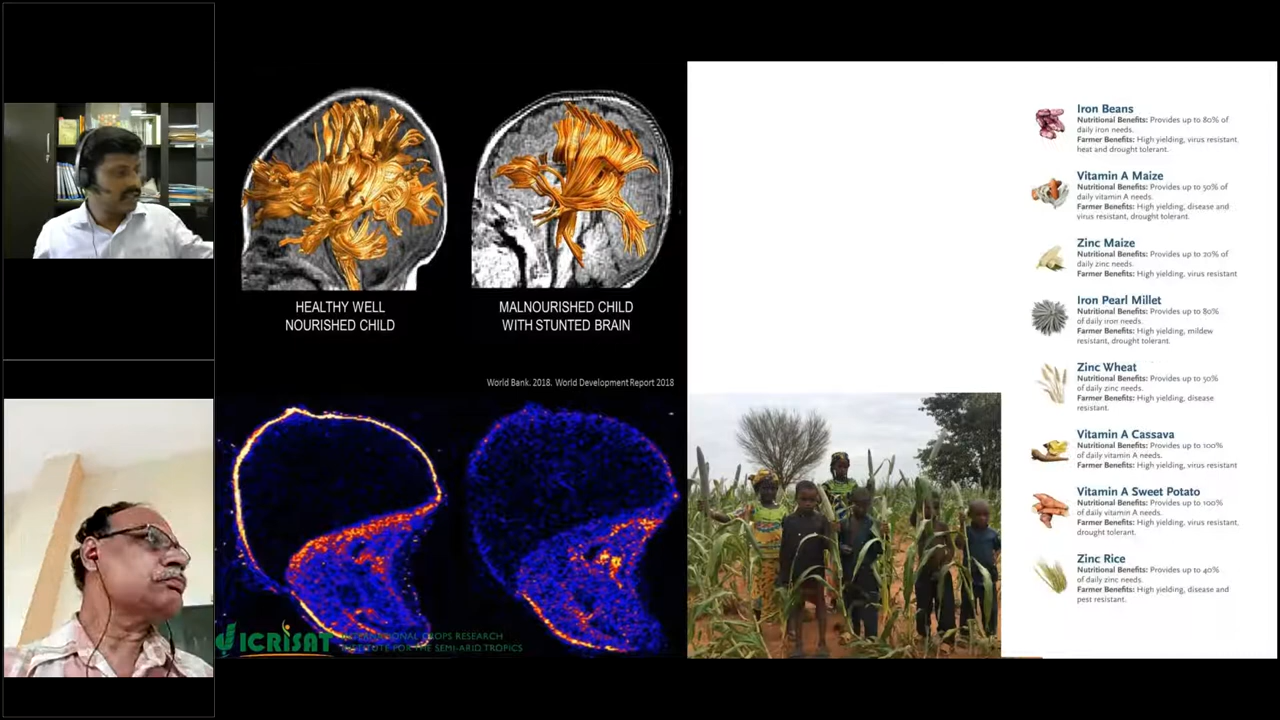 HEALTHY WELL
NOURISHED CHILD
MALNOURISHED CHILD
WITH STUNTED BRAIN
World Bank. 2018. World Development Report 2018
ICRISAT
INTERNATIONAL CROPS RESEARCH
INSTITUTE FOR THE SEMI-ARID TROPICS
Iron Beans
Nutritional Benefits: Provides up to 80% of
daily iron needs.
Farmer Benefits: High yielding, virus resistant,
heat and drought tolerant.
Vitamin A Maize
Nutritional Benefits: Provides up to 50% of
daily vitamin A needs.
Farmer Benefits: High yielding, disease and
virus resistant, drought tolerant.
Zinc Maize
Nutritional Benefits: Provides up to 20% of
daily zinc needs.
Farmer Benefits: High yielding, virus resistant
Iron Pearl Millet
Nutritional Benefits: Provides up to 80%
of daily iron needs.
Farmer Benefits: High yielding, mildew
resistant, drought tolerant.
Zinc Wheat
Nutritional Benefits: Provides up to 50%
of daily zinc needs.
Farmer Benefits: High yielding, disease
resistant.
Vitamin A Cassava
Nutritional Benefits: Provides up to 100%
of daily vitamin A needs.
Farmer Benefits: High yielding, virus resistant
Vitamin A Sweet Potato
Nutritional Benefits: Provides up to 100%
of daily vitamin A needs.
Farmer Benefits: High yielding, virus resistant,
drought tolerant.
Zinc Rice
Nutritional Benefits: Provides up to 40%
of daily zinc needs.
Farmer Benefits: High yielding, disease and
pest resistant.